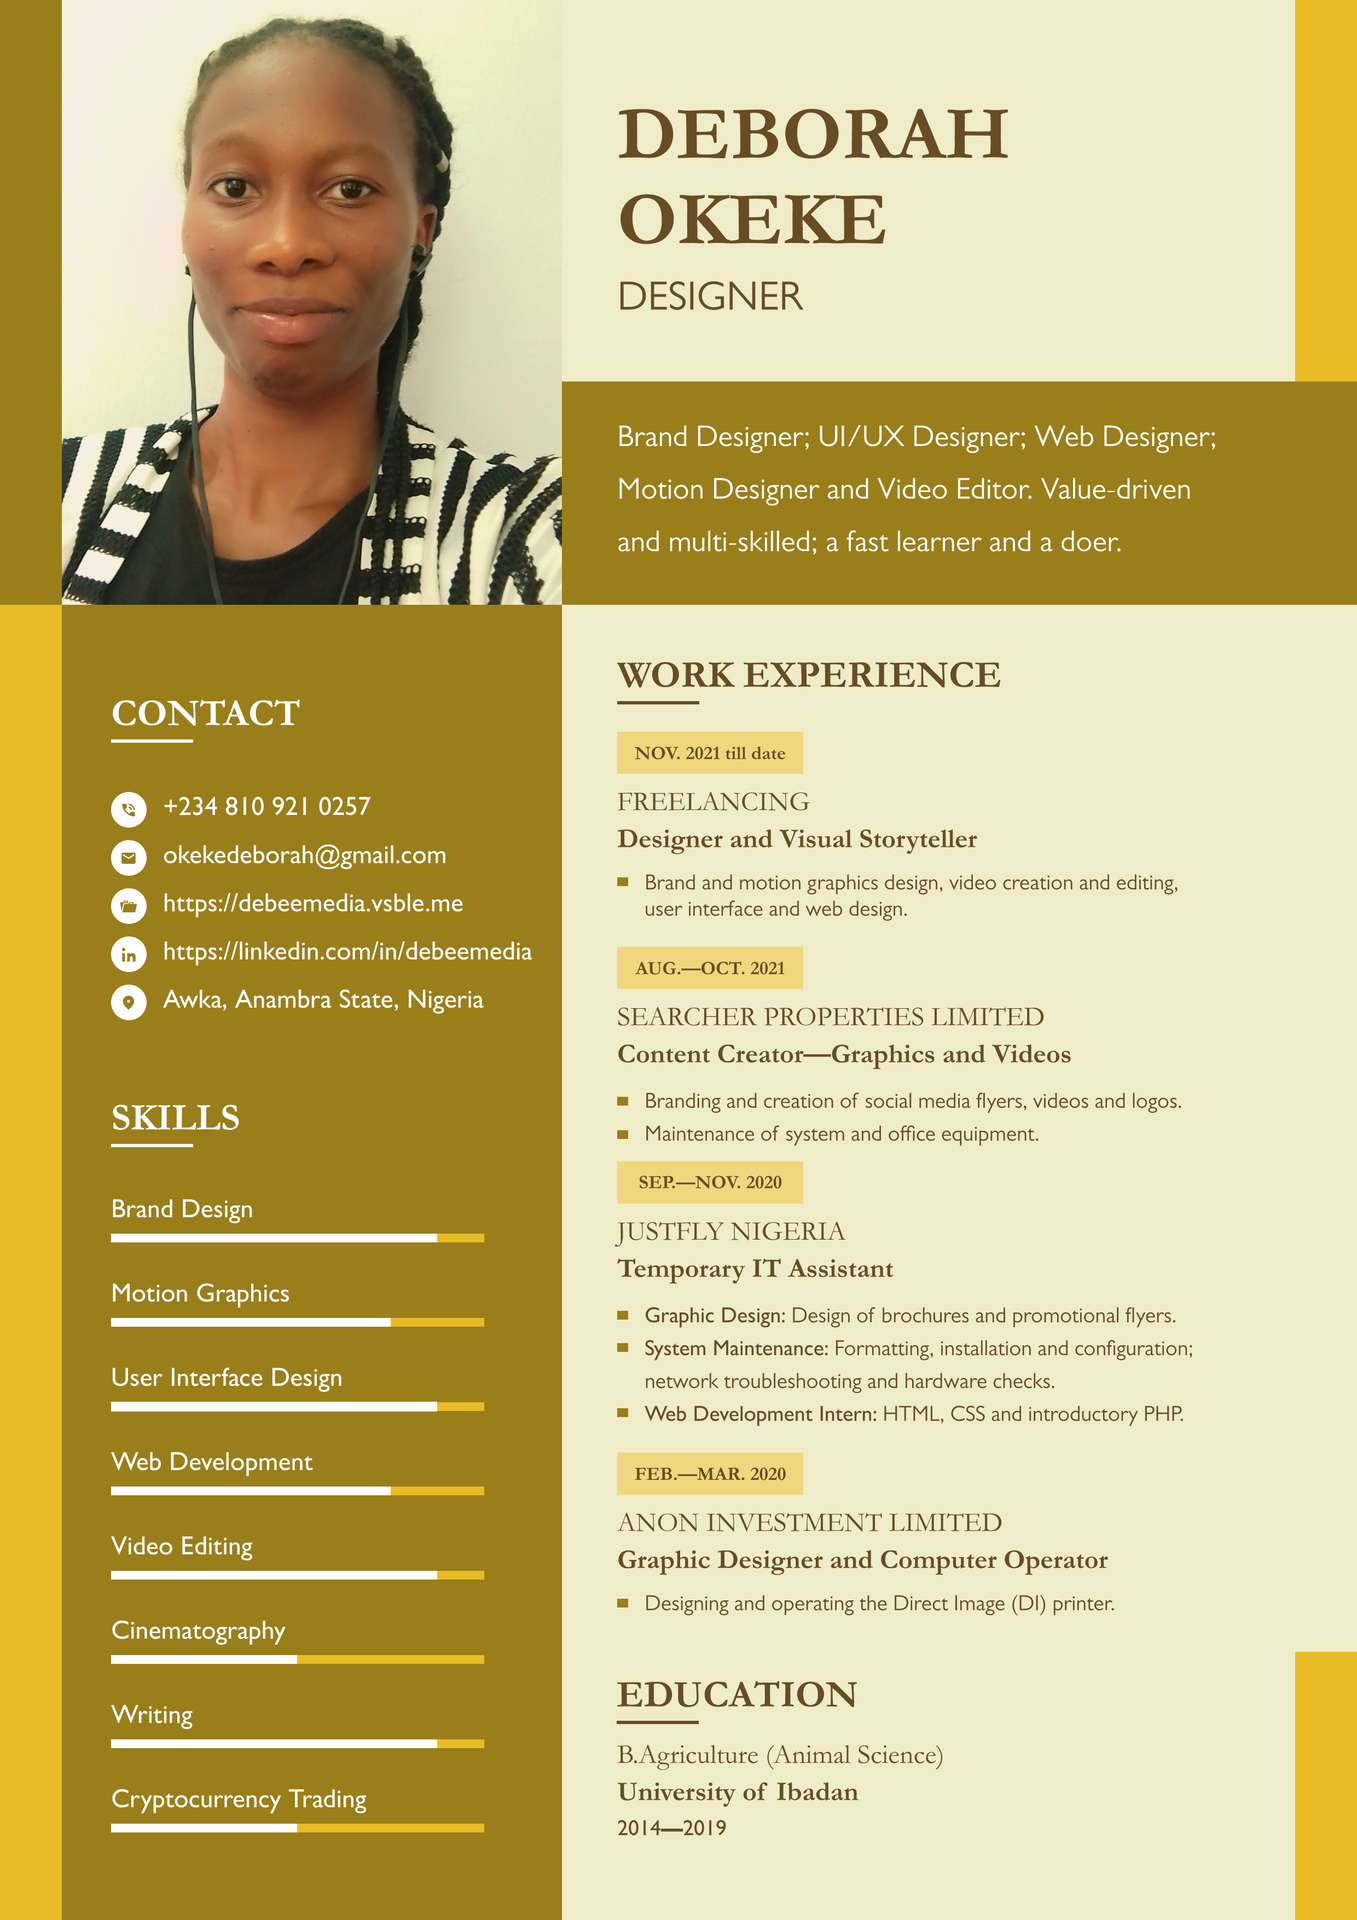 DEBORAH
OKEKE
DESIGNER
Brand Designer; UI/UX Designer; Web Designer;
Motion Designer and Video Editor. Value-driven
and multi-skilled; a fast learner and a doer.
CONTACT
+234 810 921 0257
okekedeborah@gmail.com
https://debeemedia.vsble.me
https://linkedin.com/in/debeemedia
Awka, Anambra State, Nigeria
SKILLS
Brand Design
Motion Graphics
User Interface Design
Web Development
Video Editing
Cinematography
Writing
Cryptocurrency Trading
WORK EXPERIENCE
NOV. 2021 till date
FREELANCING
Designer and Visual Storyteller
Brand and motion graphics design, video creation and editing,
user interface and web design.
AUG.—OCT. 2021
SEARCHER PROPERTIES LIMITED
Content Creator—Graphics and Videos
Branding and creation of social media flyers, videos and logos.
Maintenance of system and office equipment.
SEP.—NOV. 2020
JUSTFLY NIGERIA
Temporary IT Assistant
Graphic Design: Design of brochures and promotional flyers.
System Maintenance: Formatting, installation and configuration;
network troubleshooting and hardware checks.
Web Development Intern: HTML, CSS and introductory PHP.
FEB.—MAR. 2020
ANON INVESTMENT LIMITED
Graphic Designer and Computer Operator
Designing and operating the Direct Image (DI) printer.
EDUCATION
B.Agriculture (Animal Science)
University of Ibadan
2014—2019